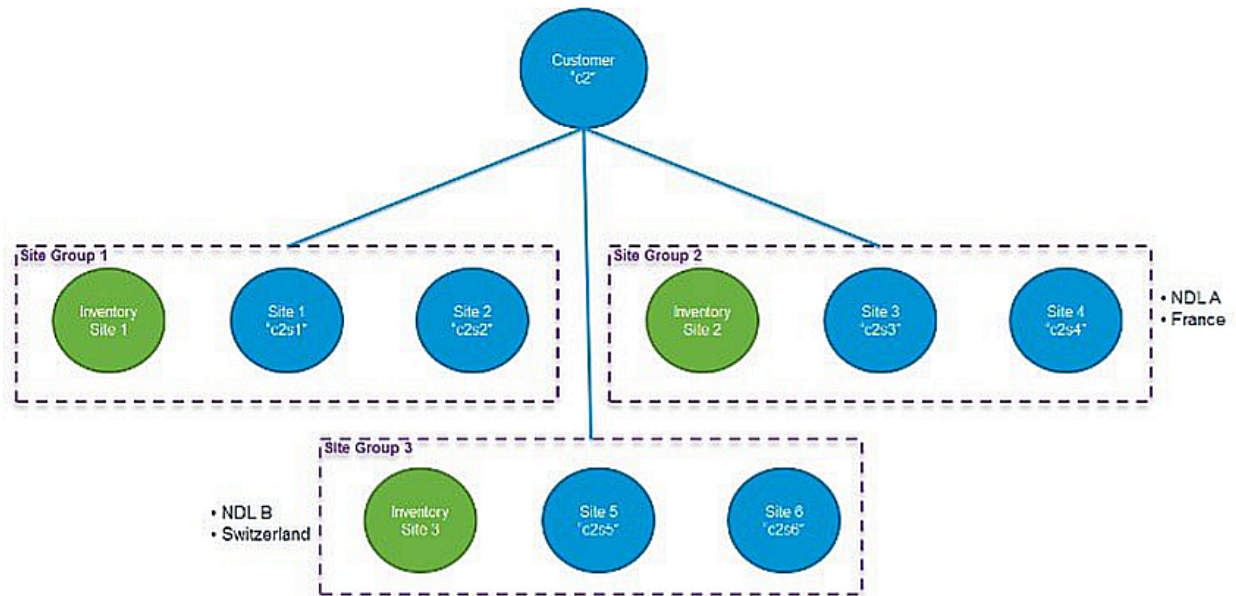 Customer
"c2"
Site Group 1
Inventory
Site 1
Site 1
"c2s1"
Site 2
"c2s2"
Site Group 2
Inventory
Site 2
Site 3
"c2s3"
Site 4
"c2s4"
• NDL A
• France
Site Group 3
• NDL B
• Switzerland
Inventory
Site 3
Site 5
"c2s5"
Site 6
"c2s6"